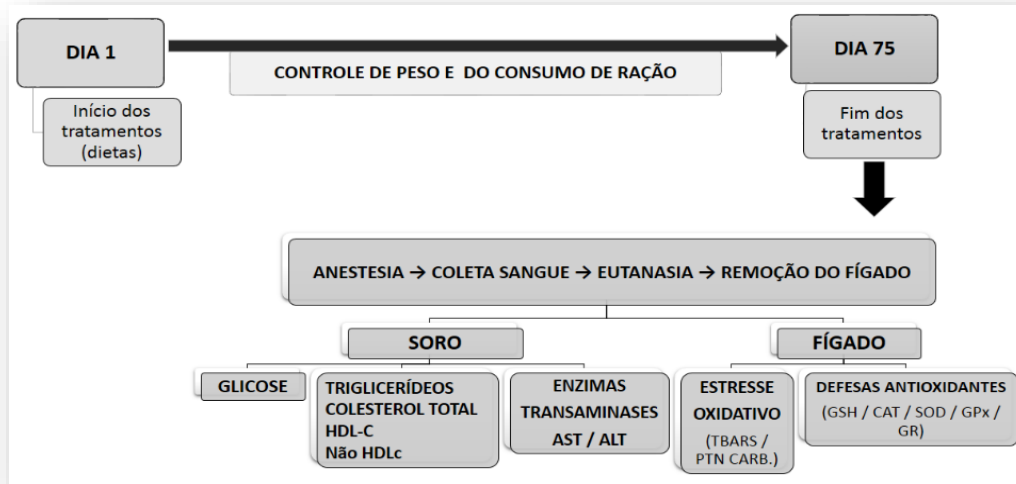 DIA 1
CONTROLE DE PESO E DO CONSUMO DE RAÇÃO
DIA 75
Início dos
tratamentos
(dietas)
Fim dos
tratamentos
ANESTESIA → COLETA SANGUE → EUTANASIA → REMOÇÃO DO FÍGADO
SORO
FÍGADO
GLICOSE
TRIGLICERÍDEOS
COLESTEROL TOTAL
HDL-C
Não HDLc
ENZIMAS
TRANSAMINASES
AST / ALT
ESTRESSE
OXIDATIVO
(TBARS /
PTN CARB.)
DEFESAS ANTIOXIDANTES
(GSH / CAT / SOD / GPx /
GR)